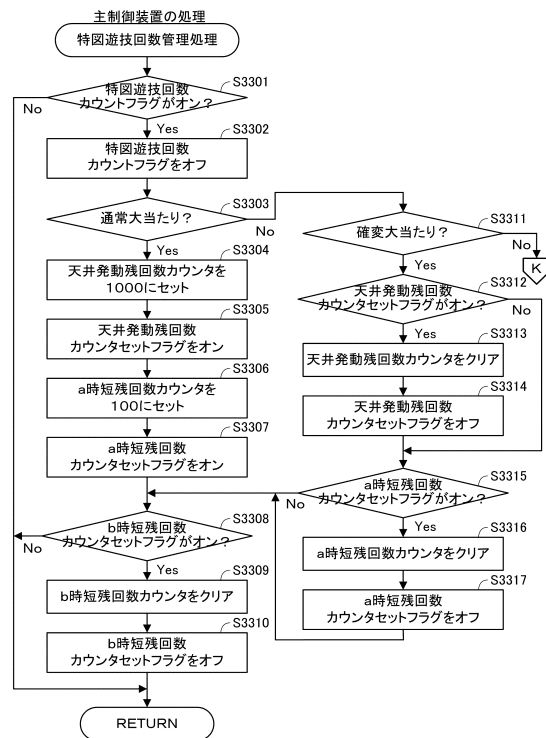 主制御装置の処理
特図遊技回数管理処理
S3301
特図遊技回数
カウントフラグがオン？
No
Yes
S3302
特図遊技回数
カウントフラグをオフ
S3303
通常大当たり？
No
Yes
S3304
天井発動残回数カウンタを
1000にセット
S3305
天井発動残回数
カウンタセットフラグをオン
S3306
a時短残回数カウンタを
100にセット
S3307
a時短残回数
カウンタセットフラグをオン
S3308
b時短残回数
カウンタセットフラグがオン？
No
Yes
S3309
b時短残回数カウンタをクリア
S3310
b時短残回数
カウンタセットフラグをオフ
RETURN
S3311
確変大当たり？
No
K
Yes
S3312
天井発動残回数
カウンタセットフラグがオン？
No
Yes
S3313
天井発動残回数カウンタをクリア
S3314
天井発動残回数
カウンタセットフラグをオフ
S3315
a時短残回数
カウンタセットフラグがオン？
No
Yes
S3316
a時短残回数カウンタをクリア
S3317
a時短残回数
カウンタセットフラグをオフ